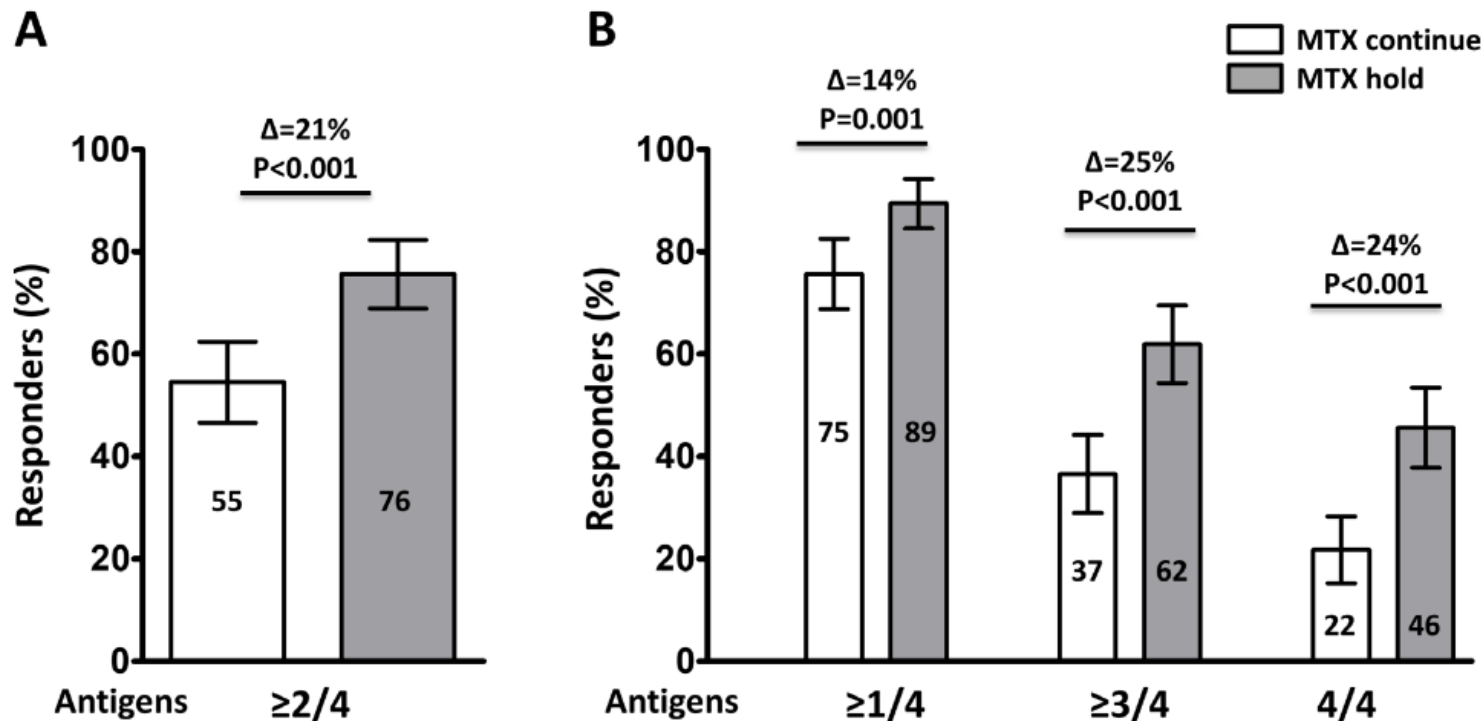 A
Δ=21%
P<0.001
Responders (%)
100
80
60
40
20
0
55
76
Antigens ≥2/4
B
MTX continue
MTX hold
Δ=14%
P=0.001
Δ=25%
P<0.001
Δ=24%
P<0.001
Responders (%)
100
80
60
40
20
0
75 89
37 62
22 46
Antigens ≥1/4 ≥3/4 4/4